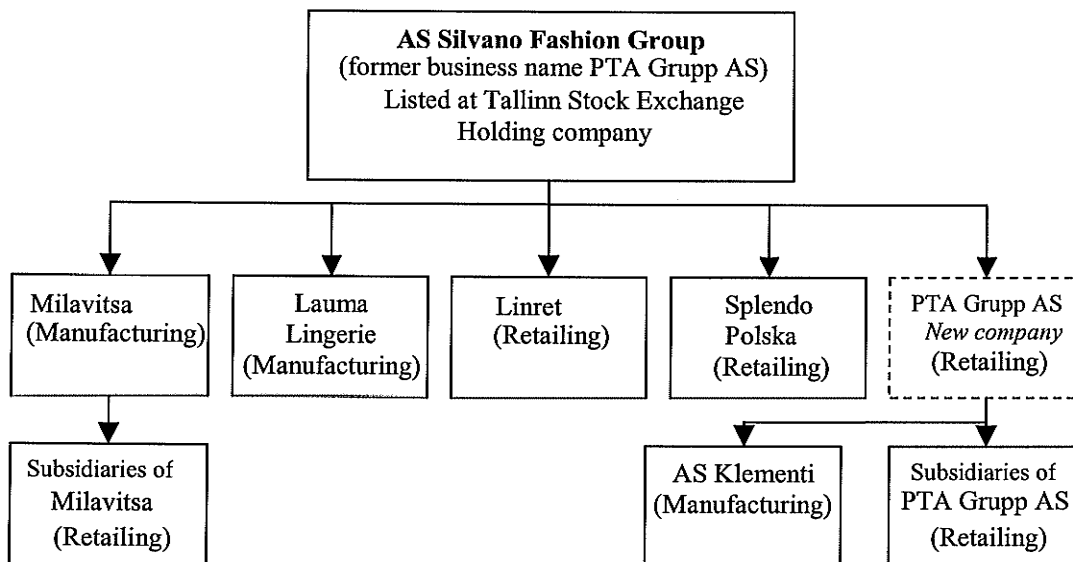 AS Silvano Fashion Group
(former business name PTA Grupp AS)
Listed at Tallinn Stock Exchange
Holding company
Milavitsa
(Manufacturing)
Lauma
Lingerie
(Manufacturing)
Linret
(Retailing)
Splendo
Polska
(Retailing)
PTA Grupp AS
New company
(Retailing)
Subsidiaries of
Milavitsa
(Retailing)
AS Klementi
(Manufacturing)
Subsidiaries of
PTA Grupp AS
(Retailing)